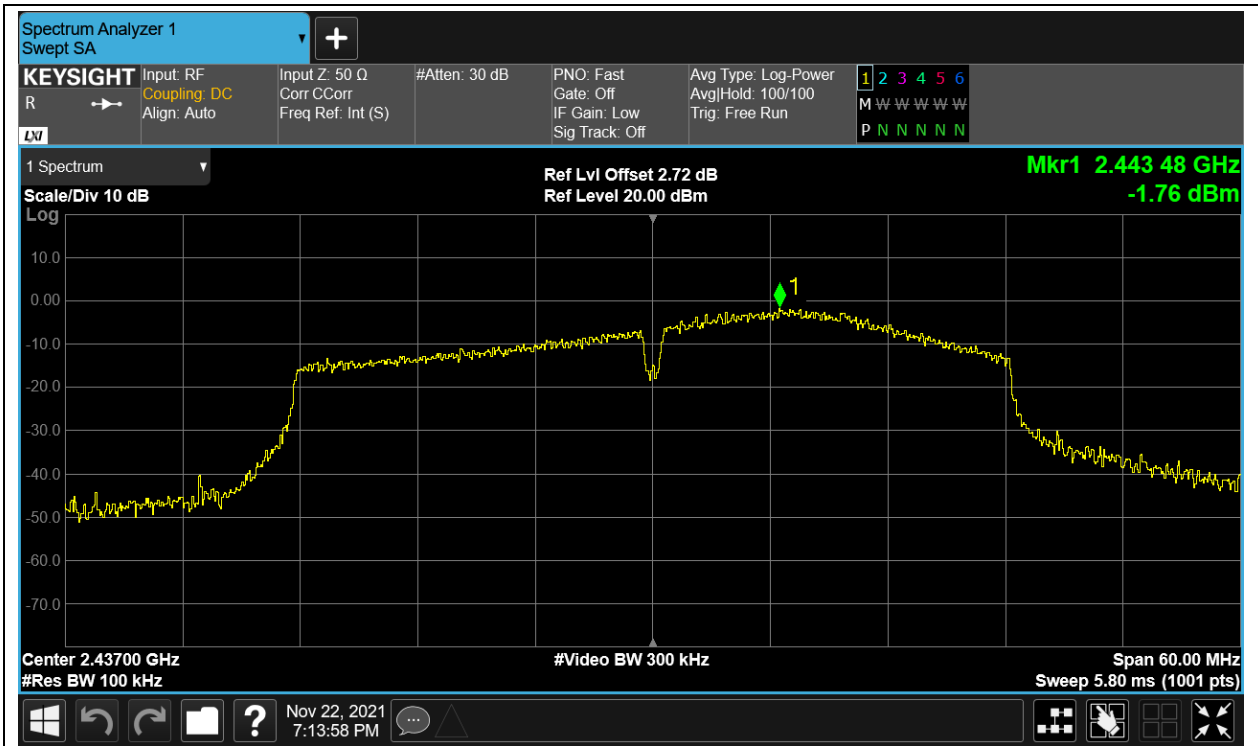 Spectrum Analyzer 1
Swept SA
KEYSIGHT
R
LXI
Input: RF
Coupling: DC
Align: Auto
Input Z: 50 Ω
Corr CCorr
Freq Ref: Int (S)
#Atten: 30 dB
PNO: Fast
Gate: Off
IF Gain: Low
Sig Track: Off
Avg Type: Log-Power
Avg|Hold: 100/100
Trig: Free Run
1 2 3 4 5 6
M W W W W W W
P N N N N N
1 Spectrum
Scale/Div 10 dB
Ref Lvl Offset 2.72 dB
Ref Level 20.00 dBm
Mkr1 2.443 48 GHz
-1.76 dBm
Log
10.0
0.00
-10.0
-20.0
-30.0
-40.0
-50.0
-60.0
-70.0
1
Center 2.43700 GHz
#Res BW 100 kHz
#Video BW 300 kHz
Span 60.00 MHz
Sweep 5.80 ms (1001 pts)
?
Nov 22, 2021
7:13:58 PM